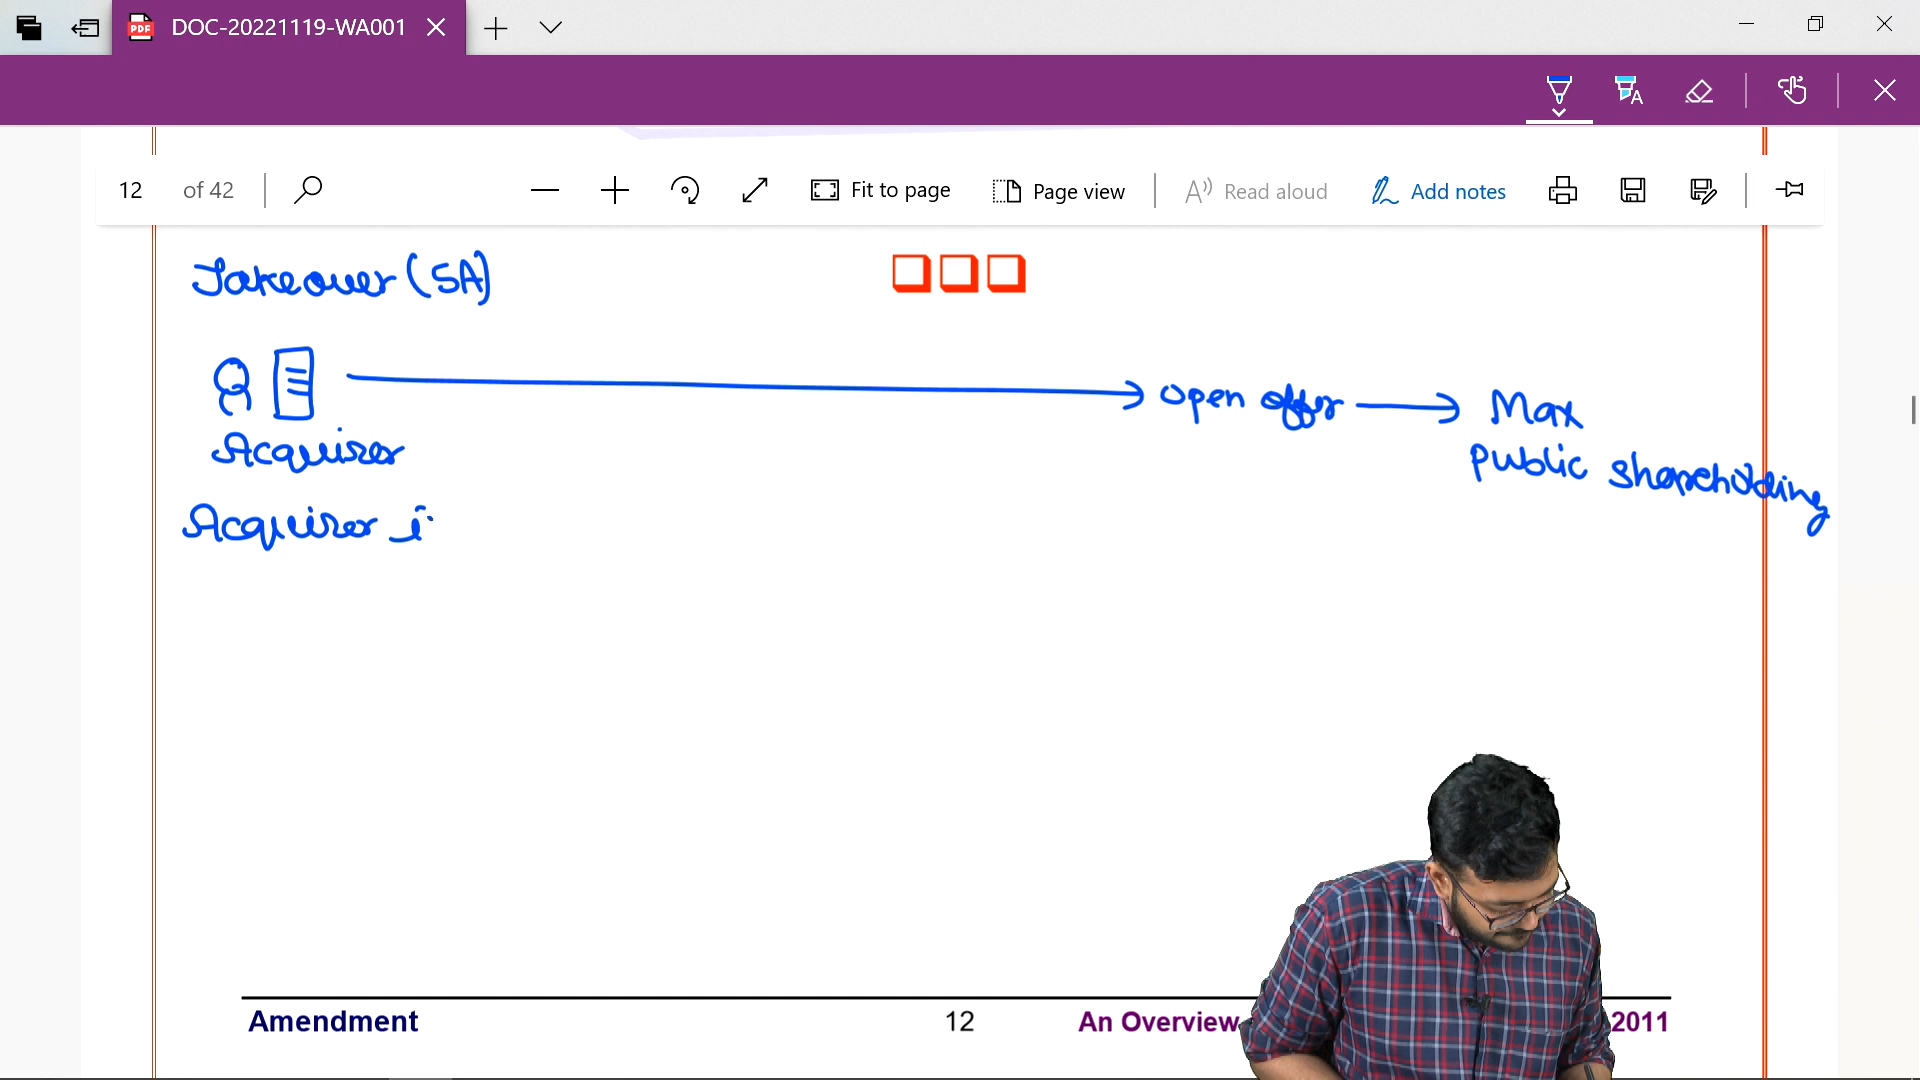 DOC-20221119-WA001
12 of 42 Fit to page Page view Read aloud Add notes
Takeover (SA)
Open offer Max
public shareholding
Acquirer
Acquirer i
Amendment 12 An Overview 2011